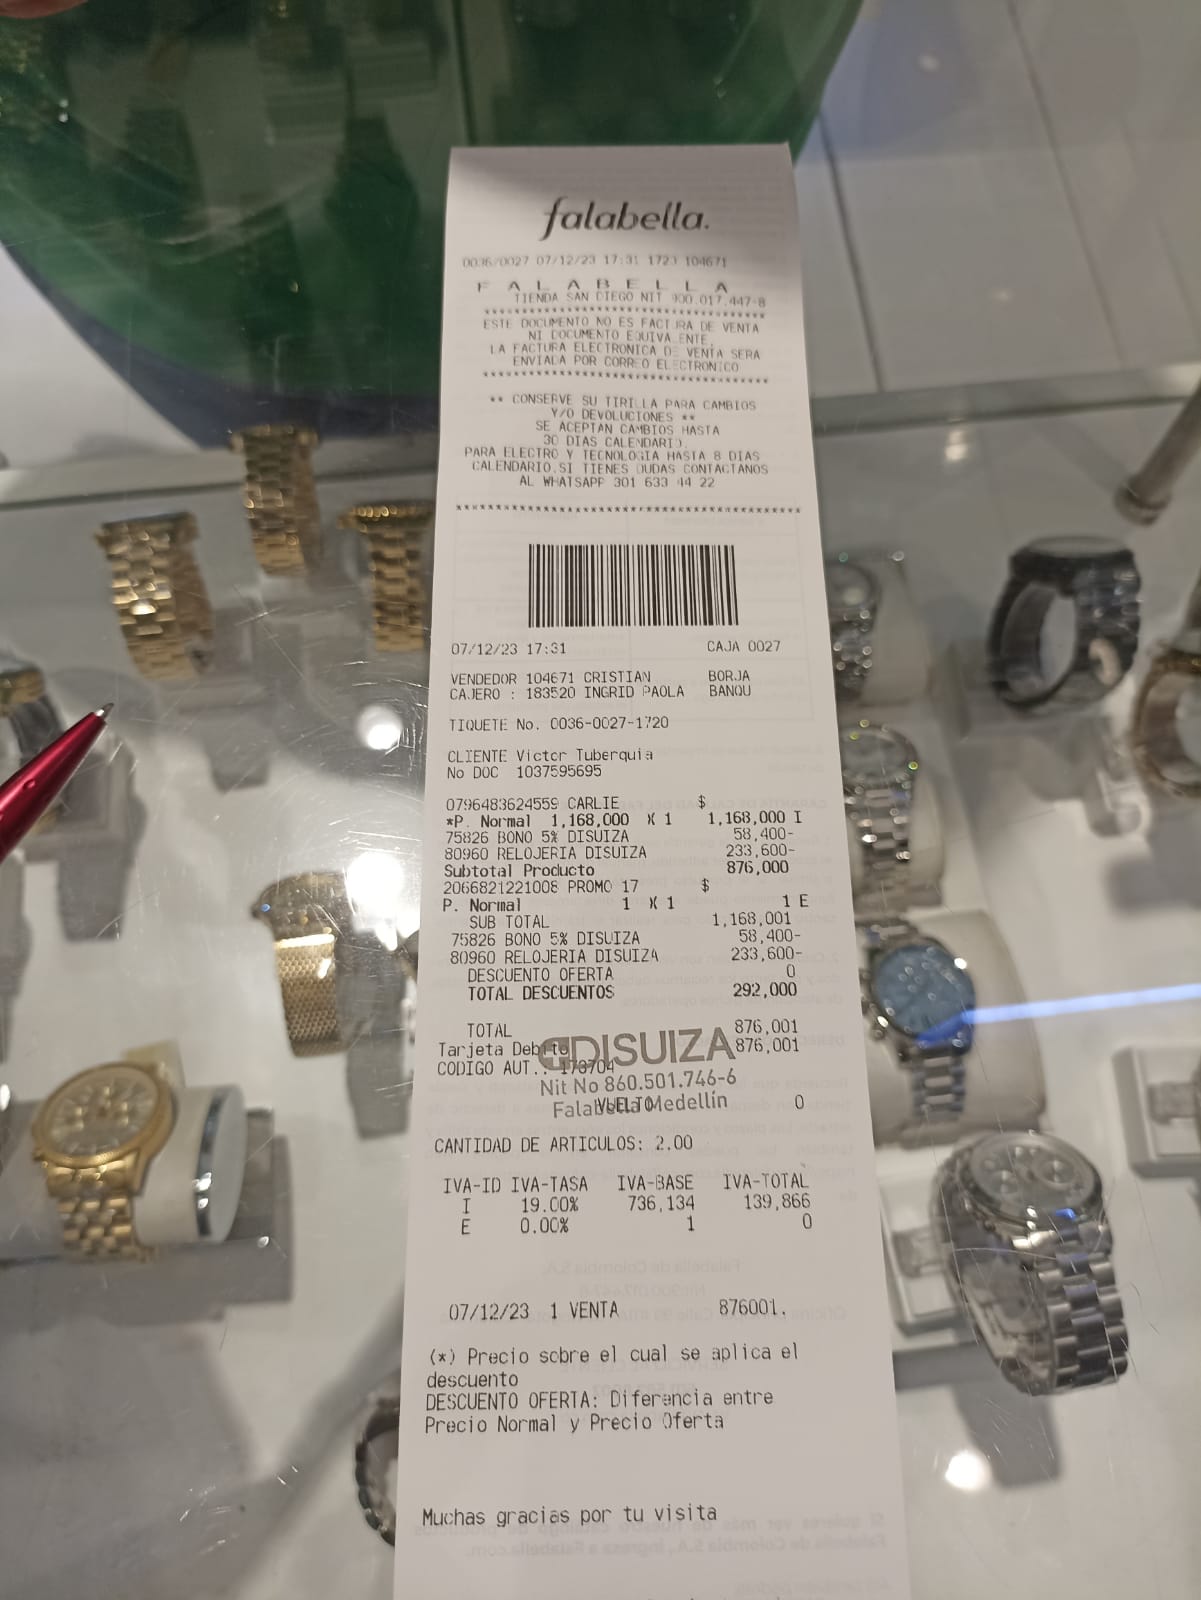 falabella.
0036/0027 07/12/23 17:31 1723 104671
F A L A B E L L A
TIENDA SAN DIEGO NIT 900.017.447-8
************************************
ESTE DOCUMENTO NO ES FACTURA DE VENTA
NI DOCUMENTO EQUIVALENTE,
LA FACTURA ELECTRONICA DE VENTA SERA
ENVIADA POR CORREO ELECTRONICO
************************************
** CONSERVE SU TIRILLA PARA CAMBIOS
Y/O DEVOLUCIONES **
SE ACEPTAN CAMBIOS HASTA
30 DIAS CALENDARIO.
PARA ELECTRO Y TECNOLOGIA HASTA 8 DIAS
CALENDARIO.SI TIENES DUDAS CONTACTANOS
AL WHATSAPP 301 633 44 22
****************************************
07/12/23 17:31 CAJA 0027
VENDEDOR 104671 CRISTIAN BORJA
CAJERO : 183520 INGRID PAOLA BANQU
TIQUETE No. 0036-0027-1720
CLIENTE Victor Tuberquia
No DOC 1037595695
0796483624559 CARLIE $
*P. Normal 1,168,000 X 1 1,168,000 I
75826 BONO 5% DISUIZA 58,400-
80960 RELOJERIA DISUIZA 233,600-
Subtotal Producto 876,000
2066821221008 PROMO 17 $
P. Normal 1 X 1 1 E
SUB TOTAL 1,168,001
75826 BONO 5% DISUIZA 58,400-
80960 RELOJERIA DISUIZA 233,600-
DESCUENTO OFERTA 0
TOTAL DESCUENTOS 292,000
TOTAL 876,001
Tarjeta Debito 876,001
DISUIZA
CODIGO AUT.: 173704
Nit No 860.501.746-6
VUELTO 0
Falabella Medellín
CANTIDAD DE ARTICULOS: 2.00
IVA-ID IVA-TASA IVA-BASE IVA-TOTAL
I 19.00% 736,134 139,866
E 0.00% 1 0
07/12/23 1 VENTA 876001.
(*) Precio sobre el cual se aplica el
descuento
DESCUENTO OFERTA: Diferencia entre
Precio Normal y Precio Oferta
Muchas gracias por tu visita